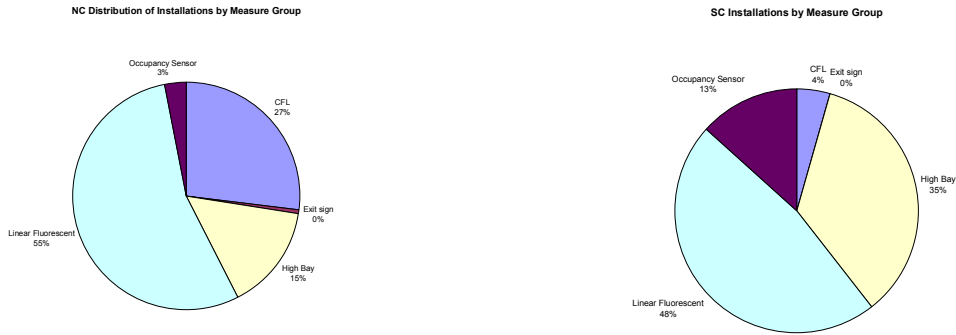 NC Distribution of Installations by Measure Group
Occupancy Sensor
3%
CFL
27%
Exit sign
0%
High Bay
15%
Linear Fluorescent
55%
SC Installations by Measure Group
CFL
4%
Exit sign
0%
Occupancy Sensor
13%
High Bay
35%
Linear Fluorescent
48%